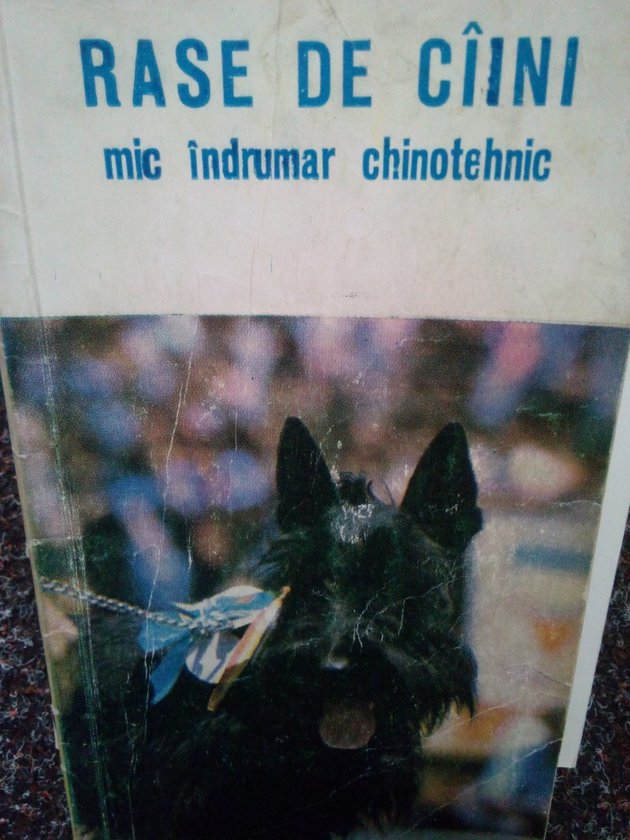 RASE DE CÎINI
mic îndrumar chinotehnic